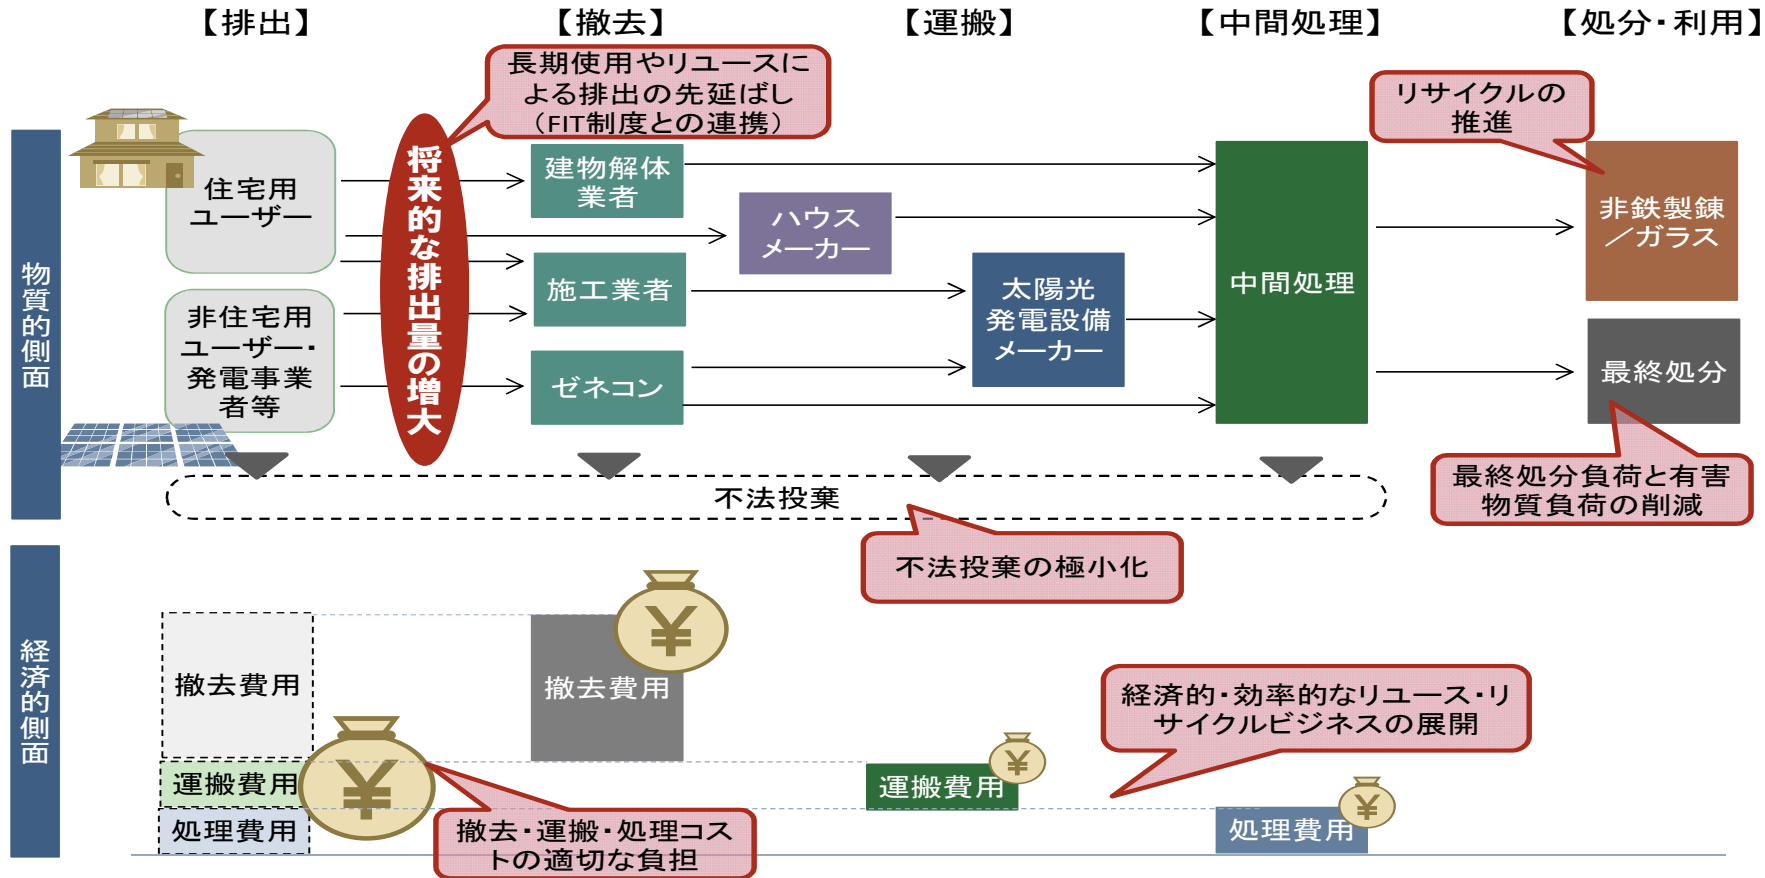 【排出】
【撤去】
【運搬】
【中間処理】
【処分・利用】
長期使用やリユースに
よる排出の先延ばし
（FIT制度との連携）
リサイクルの
推進
物質的側面
住宅用
ユーザー
非住宅用
ユーザー・
発電事業
者等
将来的な排出量の増大
建物解体
業者
ハウス
メーカー
施工業者
太陽光
発電設備
メーカー
ゼネコン
中間処理
非鉄製錬
／ガラス
最終処分
不法投棄
最終処分負荷と有害
物質負荷の削減
不法投棄の極小化
経済的側面
撤去費用
運搬費用
処理費用
¥
撤去費用
¥
運搬費用
¥
処理費用
¥
経済的・効率的なリユース・リ
サイクルビジネスの展開
撤去・運搬・処理コス
トの適切な負担